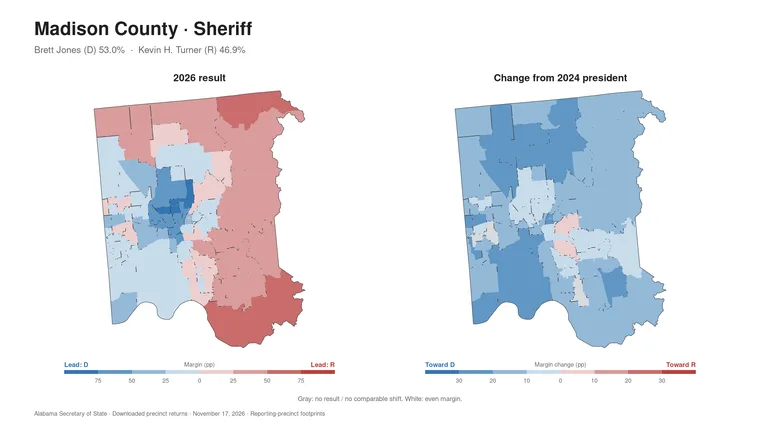 Madison County · Sheriff
Brett Jones (D) 53.0% · Kevin H. Turner (R) 46.9%
2026 result
Change from 2024 president
Lead: D Margin (pp) Lead: R
75 50 25 0 25 50 75
Toward D Margin change (pp) Toward R
30 20 10 0 10 20 30
Gray: no result / no comparable shift. White: even margin.
Alabama Secretary of State · Downloaded precinct returns · November 17, 2026 · Reporting-precinct footprints